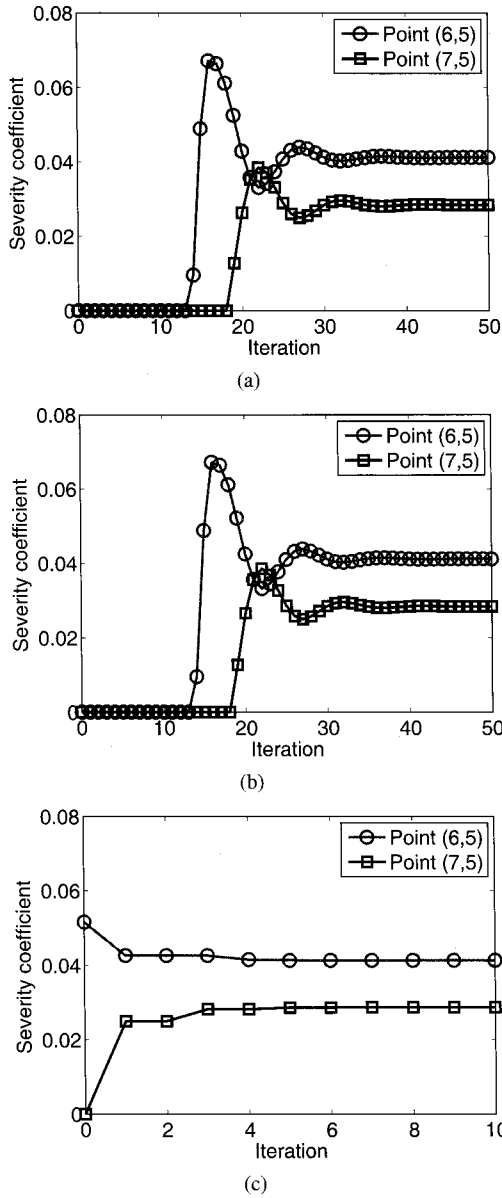 0.08
0.06
0.04
0.02
0
Severity coefficient
Point (6,5)
Point (7,5)
0 10 20 30 40 50
Iteration
(a)
0.08
0.06
0.04
0.02
0
Severity coefficient
Point (6,5)
Point (7,5)
0 10 20 30 40 50
Iteration
(b)
0.08
0.06
0.04
0.02
0
Severity coefficient
Point (6,5)
Point (7,5)
0 2 4 6 8 10
Iteration
(c)